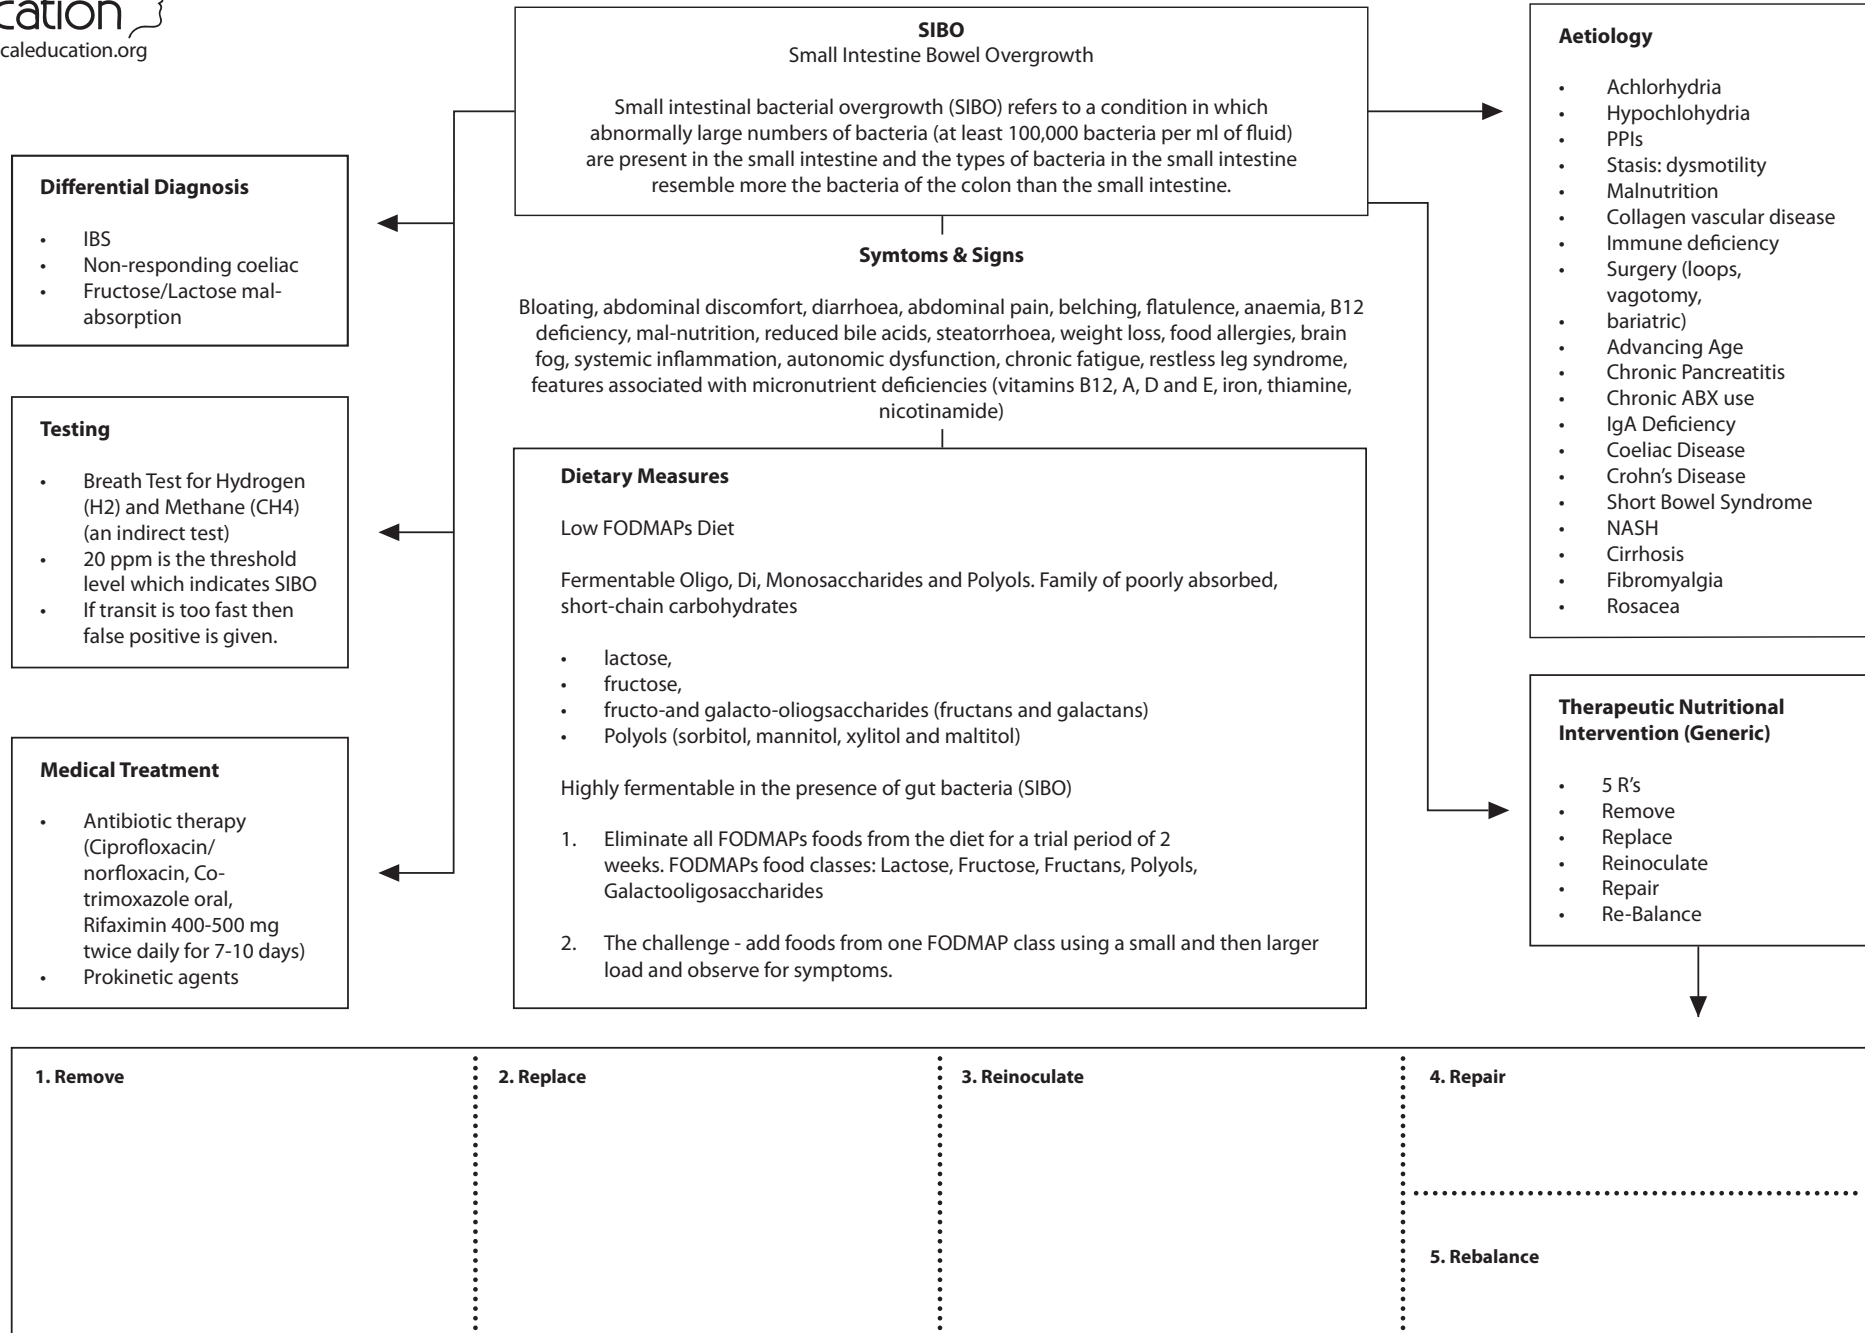 cation
caleducation.org
SIBO
Small Intestine Bowel Overgrowth
Small intestinal bacterial overgrowth (SIBO) refers to a condition in which
abnormally large numbers of bacteria (at least 100,000 bacteria per ml of fluid)
are present in the small intestine and the types of bacteria in the small intestine
resemble more the bacteria of the colon than the small intestine.
Differential Diagnosis
• IBS
• Non-responding coeliac
• Fructose/Lactose mal-
absorption
Testing
• Breath Test for Hydrogen
(H2) and Methane (CH4)
(an indirect test)
• 20 ppm is the threshold
level which indicates SIBO
• If transit is too fast then
false positive is given.
Medical Treatment
• Antibiotic therapy
(Ciprofloxacin/
norfloxacin, Co-
trimoxazole oral,
Rifaximin 400-500 mg
twice daily for 7-10 days)
• Prokinetic agents
Symtoms & Signs
Bloating, abdominal discomfort, diarrhoea, abdominal pain, belching, flatulence, anaemia, B12
deficiency, mal-nutrition, reduced bile acids, steatorrhoea, weight loss, food allergies, brain
fog, systemic inflammation, autonomic dysfunction, chronic fatigue, restless leg syndrome,
features associated with micronutrient deficiencies (vitamins B12, A, D and E, iron, thiamine,
nicotinamide)
Dietary Measures
Low FODMAPs Diet
Fermentable Oligo, Di, Monosaccharides and Polyols. Family of poorly absorbed,
short-chain carbohydrates
• lactose,
• fructose,
• fructo-and galacto-oliogsaccharides (fructans and galactans)
• Polyols (sorbitol, mannitol, xylitol and maltitol)
Highly fermentable in the presence of gut bacteria (SIBO)
1. Eliminate all FODMAPs foods from the diet for a trial period of 2
weeks. FODMAPs food classes: Lactose, Fructose, Fructans, Polyols,
Galactooligosaccharides
2. The challenge - add foods from one FODMAP class using a small and then larger
load and observe for symptoms.
Aetiology
• Achlorhydria
• Hypochlohydria
• PPIs
• Stasis: dysmotility
• Malnutrition
• Collagen vascular disease
• Immune deficiency
• Surgery (loops,
vagotomy,
• bariatric)
• Advancing Age
• Chronic Pancreatitis
• Chronic ABX use
• IgA Deficiency
• Coeliac Disease
• Crohn's Disease
• Short Bowel Syndrome
• NASH
• Cirrhosis
• Fibromyalgia
• Rosacea
Therapeutic Nutritional
Intervention (Generic)
• 5 R's
• Remove
• Replace
• Reinoculate
• Repair
• Re-Balance
1. Remove
2. Replace
3. Reinoculate
4. Repair
5. Rebalance